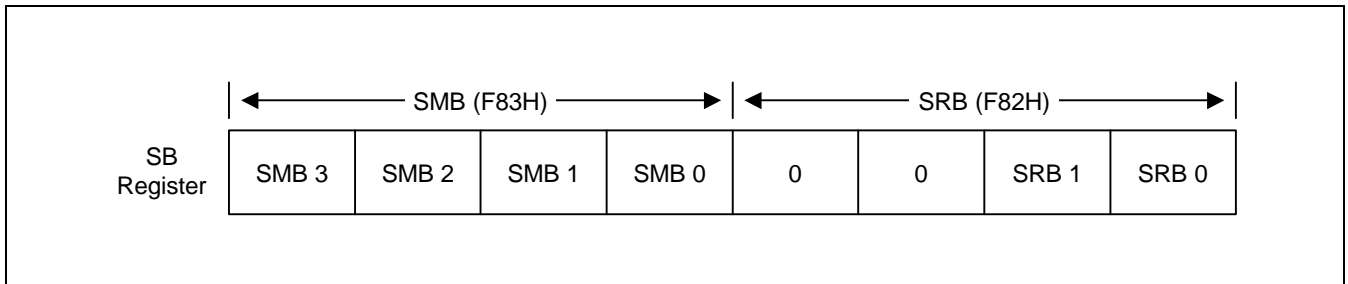 SMB (F83H) SRB (F82H)
SB
Register
SMB 3 SMB 2 SMB 1 SMB 0 0 0 SRB 1 SRB 0